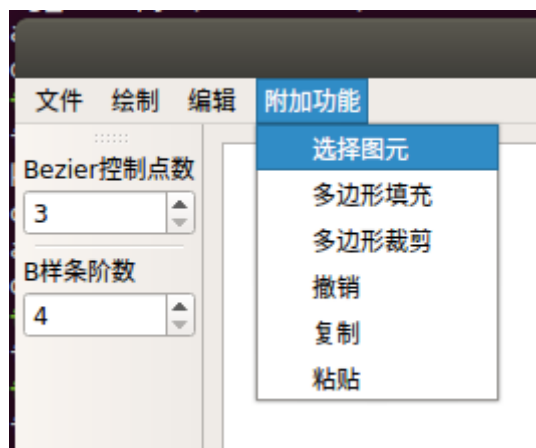 文件 绘制 编辑 附加功能
选择图元
多边形填充
多边形裁剪
撤销
复制
粘贴
Bezier控制点数
3
B样条阶数
4